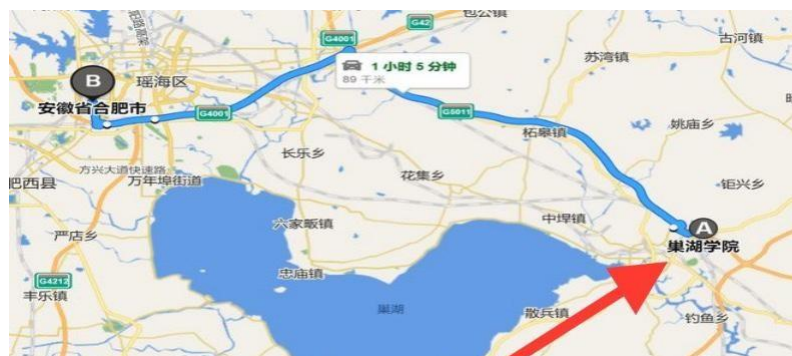 包公镇
G42
G4001
古河镇
1 小时 5 分钟
89 千米
苏湾镇
B
瑶海区
安徽省合肥市
G4001
G5011
柘皋镇
姚庙乡
长乐乡
方兴大道快速路
万年埠街道
肥西县
花集乡
钜兴乡
六家畈镇
中垾镇
A
巢湖学院
严店乡
忠庙镇
G4212
丰乐镇
巢湖
散兵镇
钓鱼乡